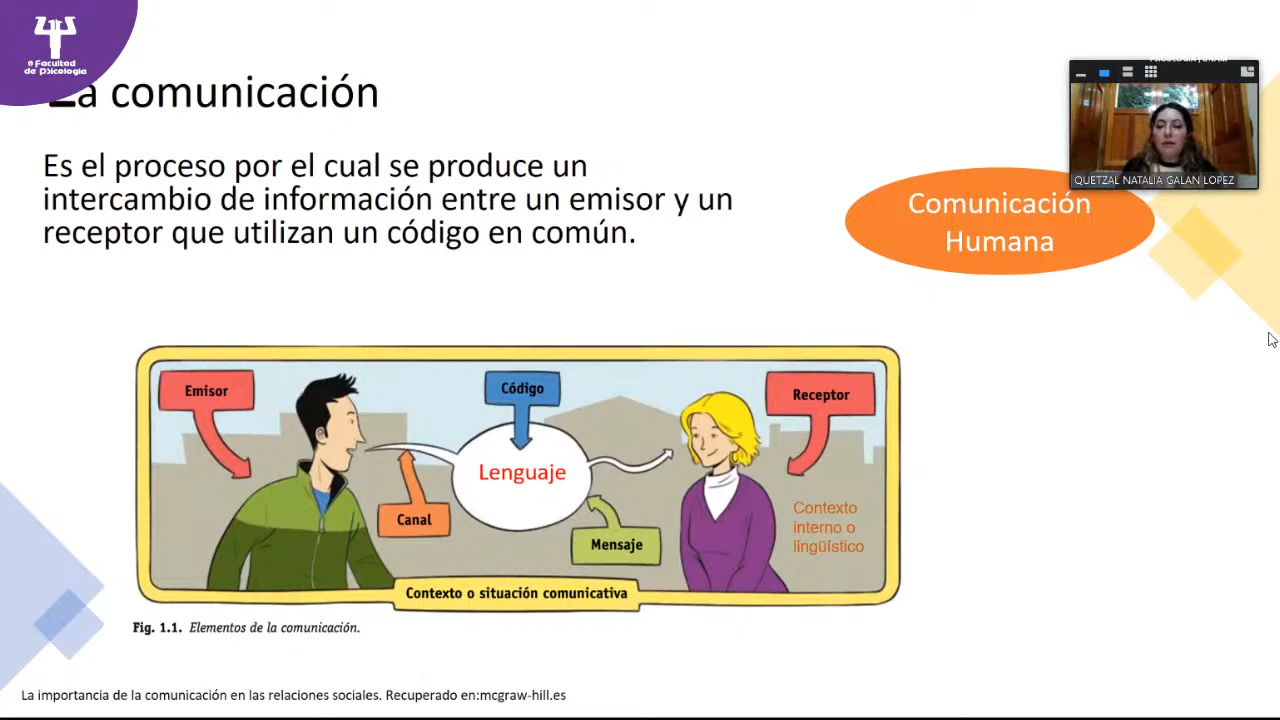 ® Facultad
de Psicología
La comunicación
Es el proceso por el cual se produce un
intercambio de información entre un emisor y un
receptor que utilizan un código en común.
QUETZAL NATALIA GALAN LOPEZ
Comunicación
Humana
Emisor
Código
Receptor
Lenguaje
Canal
Mensaje
Contexto
interno o
lingüístico
Contexto o situación comunicativa
Fig. 1.1. Elementos de la comunicación.
La importancia de la comunicación en las relaciones sociales. Recuperado en:mcgraw-hill.es